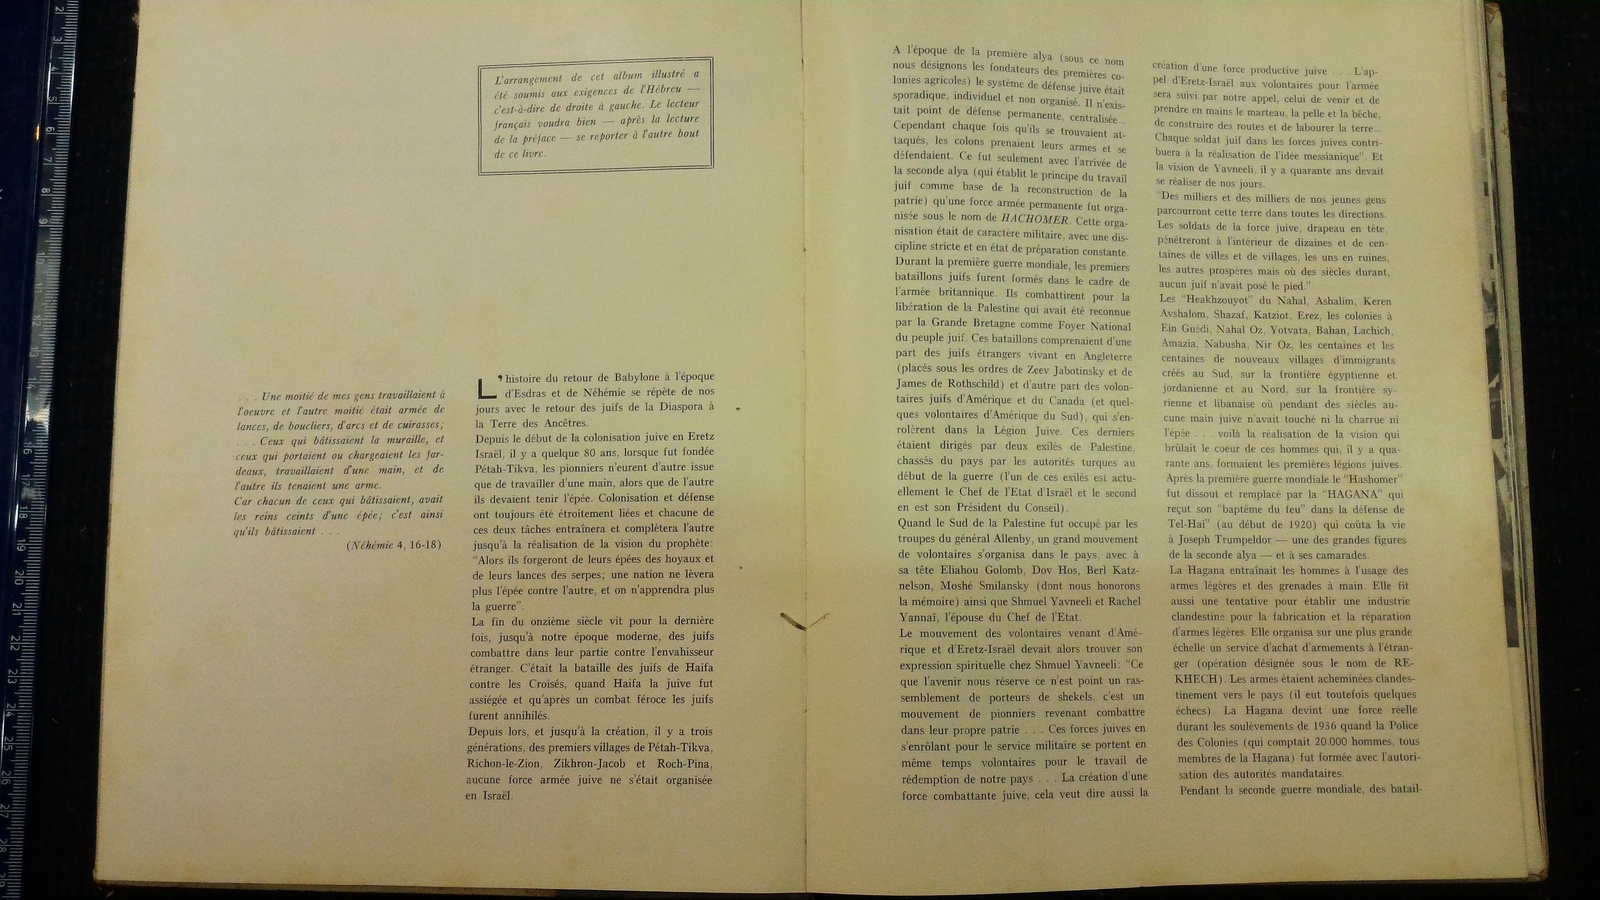 L'arrangement de cet album illustré a
été soumis aux exigences de l'Hébreu —
c'est-à-dire de droite à gauche. Le lecteur
français voudra bien — après la lecture
de la préface — se reporter à l'autre bout
de ce livre.
. . . Une moitié de mes gens travaillaient à
l'oeuvre et l'autre moitié était armée de
lances, de boucliers, d'arcs et de cuirasses;
. . . Ceux qui bâtissaient la muraille, et
ceux qui portaient ou chargeaient les far-
deaux, travaillaient d'une main, et de
l'autre ils tenaient une arme.
Car chacun de ceux qui bâtissaient, avait
les reins ceints d'une épée; c'est ainsi
qu'ils bâtissaient . . .
(Néhémie 4, 16-18)
L'histoire du retour de Babylone à l'époque
d'Esdras et de Néhémie se répète de nos
jours avec le retour des juifs de la Diaspora à
la Terre des Ancêtres.
Depuis le début de la colonisation juive en Eretz
Israël, il y a quelque 80 ans, lorsque fut fondée
Pétah-Tikva, les pionniers n'eurent d'autre issue
que de travailler d'une main, alors que de l'autre
ils devaient tenir l'épée. Colonisation et défense
ont toujours été étroitement liées et chacune de
ces deux tâches entraînera et complètera l'autre
jusqu'à la réalisation de la vision du prophète:
"Alors ils forgeront de leurs épées des hoyaux et
de leurs lances des serpes; une nation ne lèvera
plus l'épée contre l'autre, et on n'apprendra plus
la guerre".
La fin du onzième siècle vit pour la dernière
fois, jusqu'à notre époque moderne, des juifs
combattre dans leur partie contre l'envahisseur
étranger. C'était la bataille des juifs de Haifa
contre les Croisés, quand Haifa la juive fut
assiégée et qu'après un combat féroce les juifs
furent annihilés.
Depuis lors, et jusqu'à la création, il y a trois
générations, des premiers villages de Pétah-Tikva,
Richon-le-Zion, Zikhron-Jacob et Roch-Pina,
aucune force armée juive ne s'était organisée
en Israël.
A l'époque de la première alya (sous ce nom
nous désignons les fondateurs des premières co-
lonies agricoles) le système de défense juive était
sporadique, individuel et non organisé. Il n'exis-
tait point de défense permanente, centralisée...
Cependant chaque fois qu'ils se trouvaient at-
taqués, les colons prenaient leurs armes et se
défendaient. Ce fut seulement avec l'arrivée de
la seconde alya (qui établit le principe du travail
juif comme base de la reconstruction de la
patrie) qu'une force armée permanente fut orga-
nisée sous le nom de HACHOMER. Cette orga-
nisation était de caractère militaire, avec une dis-
cipline stricte et en état de préparation constante.
Durant la première guerre mondiale, les premiers
bataillons juifs furent formés dans le cadre de
l'armée britannique. Ils combattirent pour la
libération de la Palestine qui avait été reconnue
par la Grande Bretagne comme Foyer National
du peuple juif. Ces bataillons comprenaient d'une
part des juifs étrangers vivant en Angleterre
(placés sous les ordres de Zeev Jabotinsky et de
James de Rothschild) et d'autre part des volon-
taires juifs d'Amérique et du Canada (et quel-
ques volontaires d'Amérique du Sud), qui s'en-
rolèrent dans la Légion Juive. Ces derniers
étaient dirigés par deux exilés de Palestine,
chassés du pays par les autorités turques au
début de la guerre (l'un de ces exilés est actu-
ellement le Chef de l'Etat d'Israël et le second
en est son Président du Conseil).
Quand le Sud de la Palestine fut occupé par les
troupes du général Allenby, un grand mouvement
de volontaires s'organisa dans le pays, avec à
sa tête Eliahou Golomb, Dov Hos, Berl Katz-
nelson, Moshé Smilansky (dont nous honorons
la mémoire) ainsi que Shmuel Yavneeli et Rachel
Yannaï, l'épouse du Chef de l'Etat.
Le mouvement des volontaires venant d'Amé-
rique et d'Eretz-Israël devait alors trouver son
expression spirituelle chez Shmuel Yavneeli: "Ce
que l'avenir nous réserve ce n'est point un ras-
semblement de porteurs de shekels, c'est un
mouvement de pionniers revenant combattre
dans leur propre patrie . . . Ces forces juives en
s'enrôlant pour le service militaire se portent en
même temps volontaires pour le travail de
rédemption de notre pays . . . La création d'une
force combattante juive, cela veut dire aussi la
création d'une force productive juive . . . L'ap-
pel d'Eretz-Israël aux volontaires pour l'armée
sera suivi par notre appel, celui de venir et de
prendre en mains le marteau, la pelle et la bêche,
de construire des routes et de labourer la terre...
Chaque soldat juif dans les forces juives contri-
buera à la réalisation de l'idée messianique". Et
la vision de Yavneeli, il y a quarante ans devait
se réaliser de nos jours.
"Des milliers et des milliers de nos jeunes gens
parcourront cette terre dans toutes les directions.
Les soldats de la force juive, drapeau en tête,
pénétreront à l'intérieur de dizaines et de cen-
taines de villes et de villages, les uns en ruines,
les autres prospères mais où des siècles durant,
aucun juif n'avait posé le pied."
Les "Heakhzouyot" du Nahal, Ashalim, Keren
Avshalom, Shazaf, Katziot, Erez, les colonies à
Ein Guédi, Nahal Oz, Yotvata, Bahan, Lachich,
Amazia, Nabusha, Nir Oz, les centaines et les
centaines de nouveaux villages d'immigrants
créés au Sud, sur la frontière égyptienne et
jordanienne et au Nord, sur la frontière sy-
rienne et libanaise où pendant des siècles au-
cune main juive n'avait touché ni la charrue ni
l'épée . . . voilà la réalisation de la vision qui
brûlait le coeur de ces hommes qui, il y a qua-
rante ans, formaient les premières légions juives.
Après la première guerre mondiale le "Hashomer"
fut dissout et remplacé par la "HAGANA" qui
reçut son "baptême du feu" dans la défense de
Tel-Hai" (au début de 1920) qui coûta la vie
à Joseph Trumpeldor — une des grandes figures
de la seconde alya — et à ses camarades.
La Hagana entraînait les hommes à l'usage des
armes légères et des grenades à main. Elle fit
aussi une tentative pour établir une industrie
clandestine pour la fabrication et la réparation
d'armes légères. Elle organisa sur une plus grande
échelle un service d'achat d'armements à l'étran-
ger (opération désignée sous le nom de RE-
KHECH). Les armes étaient acheminées clandes-
tinement vers le pays (il eut toutefois quelques
échecs). La Hagana devint une force réelle
durant les soulèvements de 1936 quand la Police
des Colonies (qui comptait 20.000 hommes, tous
membres de la Hagana) fut formée avec l'autori-
sation des autorités mandataires.
Pendant la seconde guerre mondiale, des batail-